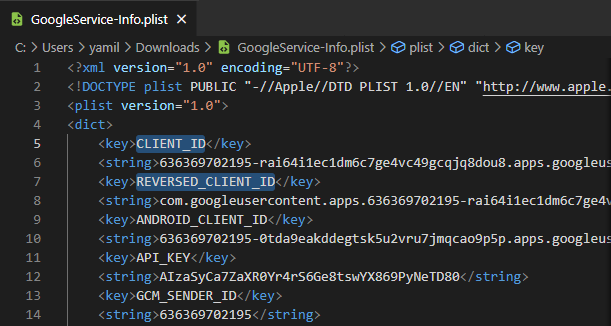 GoogleService-Info.plist ×
C: > Users > yamil > Downloads > GoogleService-Info.plist > plist > dict > key
1 <?xml version="1.0" encoding="UTF-8"?>
2 <!DOCTYPE plist PUBLIC "-//Apple//DTD PLIST 1.0//EN" "http://www.apple.
3 <plist version="1.0">
4 <dict>
5 <key>CLIENT_ID</key>
6 <string>636369702195-rai64i1ec1dm6c7ge4vc49gcqjq8dou8.apps.googleus
7 <key>REVERSED_CLIENT_ID</key>
8 <string>com.googleusercontent.apps.636369702195-rai64i1ec1dm6c7ge4v
9 <key>ANDROID_CLIENT_ID</key>
10 <string>636369702195-0tda9eakddegtsk5u2vru7jmqcao9p5p.apps.googleus
11 <key>API_KEY</key>
12 <string>AIzaSyCa7ZaXR0Yr4rS6Ge8tswYX869PyNeTD80</string>
13 <key>GCM_SENDER_ID</key>
14 <string>636369702195</string>